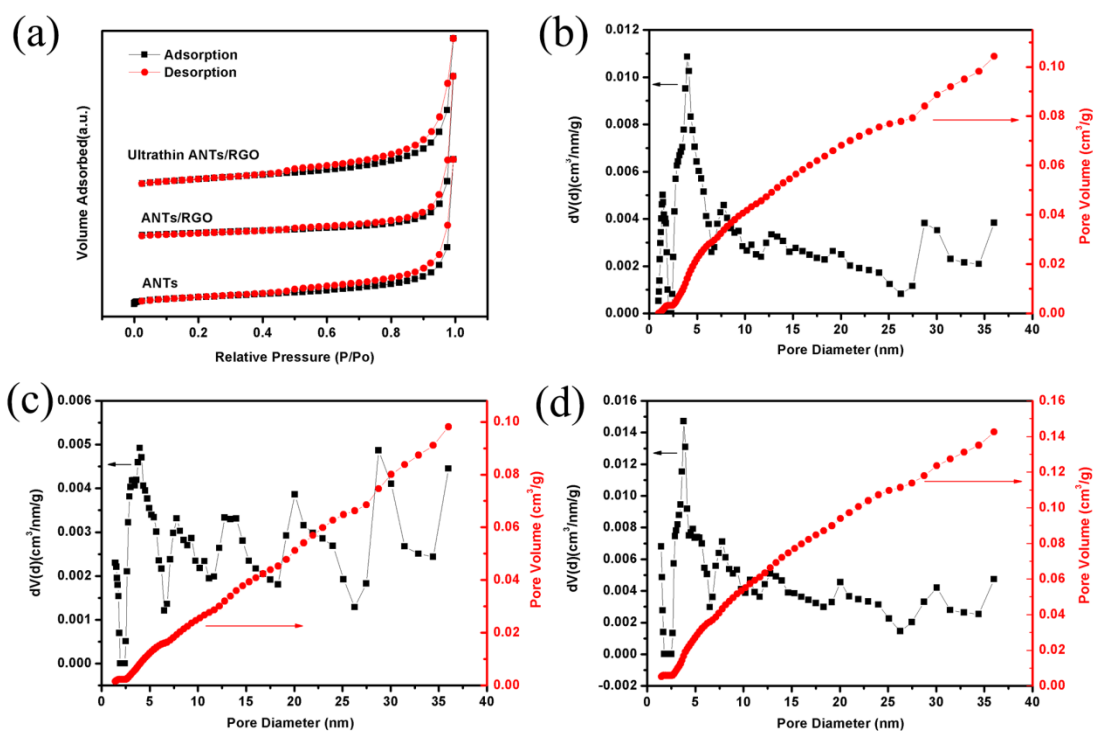 (a)
Volume Adsorbed(a.u.)
Adsorption
Desorption
Ultrathin ANTs/RGO
ANTs/RGO
ANTs
0.0 0.2 0.4 0.6 0.8 1.0
Relative Pressure (P/Po)
(b)
dV(d)(cm³/nm/g)
0.012
0.010
0.008
0.006
0.004
0.002
0.000
0.10
0.08
0.06
0.04
0.02
0.00
Pore Volume (cm³/g)
0 5 10 15 20 25 30 35 40
Pore Diameter (nm)
(c)
dV(d)(cm³/nm/g)
0.006
0.005
0.004
0.003
0.002
0.001
0.000
0.10
0.08
0.06
0.04
0.02
0.00
Pore Volume (cm³/g)
0 5 10 15 20 25 30 35 40
Pore Diameter (nm)
(d)
dV(d)(cm³/nm/g)
0.016
0.014
0.012
0.010
0.008
0.006
0.004
0.002
0.000
-0.002
0.16
0.14
0.12
0.10
0.08
0.06
0.04
0.02
0.00
Pore Volume (cm³/g)
0 5 10 15 20 25 30 35 40
Pore Diameter (nm)